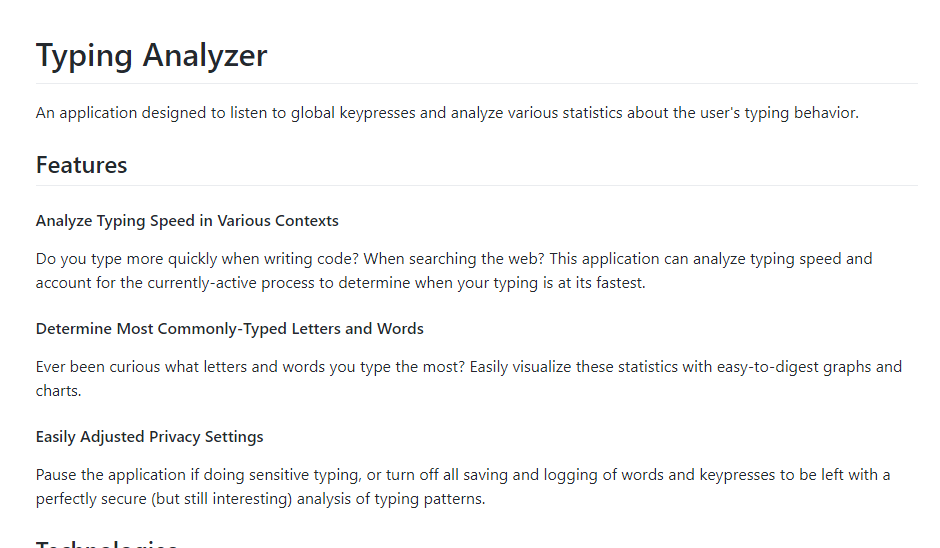 Typing Analyzer
An application designed to listen to global keypresses and analyze various statistics about the user's typing behavior.
Features
Analyze Typing Speed in Various Contexts
Do you type more quickly when writing code? When searching the web? This application can analyze typing speed and
account for the currently-active process to determine when your typing is at its fastest.
Determine Most Commonly-Typed Letters and Words
Ever been curious what letters and words you type the most? Easily visualize these statistics with easy-to-digest graphs and
charts.
Easily Adjusted Privacy Settings
Pause the application if doing sensitive typing, or turn off all saving and logging of words and keypresses to be left with a
perfectly secure (but still interesting) analysis of typing patterns.
Technologies